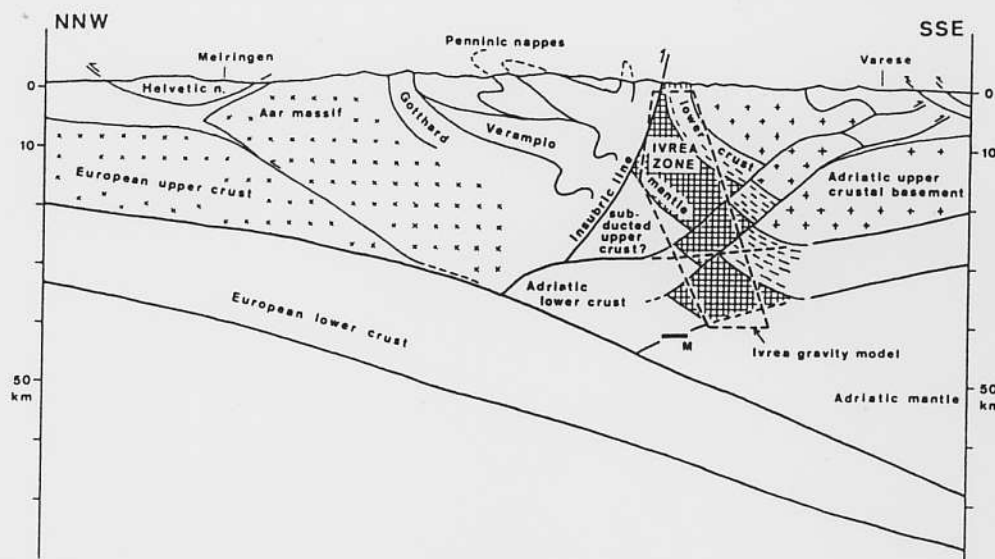 NNW
SSE
Meiringen
Penninic nappes
1
Varese
0
0
Helvetic n.
Aar massif
Gotthard
Verampio
lower crust
IVREA
ZONE
10
10
European upper crust
Insubric line
mantle
Adriatic upper
crustal basement
sub-
ducted
upper
crust?
Adriatic
lower crust
European lower crust
M
Ivrea gravity model
50
km
50
km
Adriatic mantle